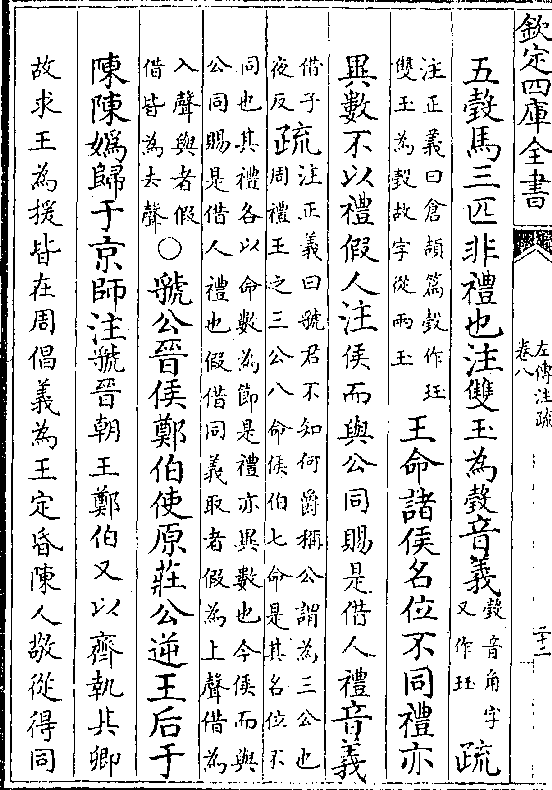 欽定四庫全書
左傳注疏
卷八
二十二
五瑴馬三匹非禮也注雙玉為瑴音義瑴音角字又作珏疏
注正義曰倉頡篇瑴作珏雙玉為瑴故字從兩玉王命諸侯名位不同禮亦
異數不以禮假人注侯而與公同賜是借人禮音義
借子夜反疏注正義曰虢君不知何爵稱公謂為三公也周禮王之三公八命侯伯七命是其名位不
同也其禮各以命數為節是禮亦異數也今侯而與公同賜是借人禮也假借同義取者假為上聲借為
入聲與者假借皆為去聲○虢公晉侯鄭伯使原莊公逆王后于
陳陳媯歸于京師注虢晉朝王鄭伯又以齊執其卿
故求王為援皆在周倡義為王定昏陳人敬從得同